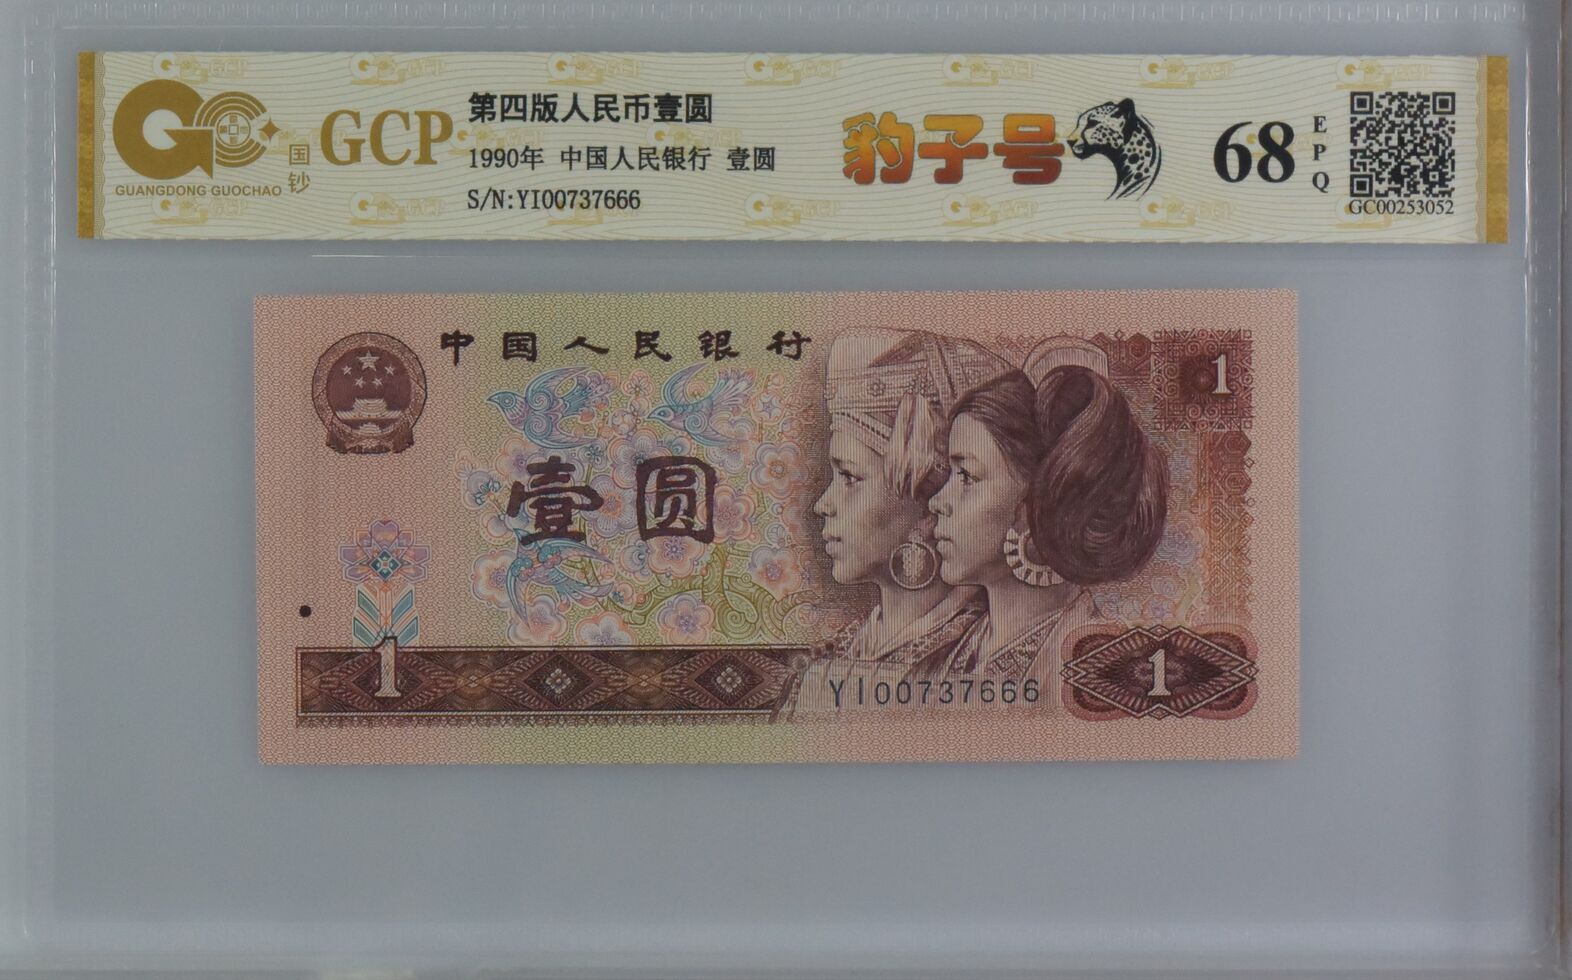 GCP
国钞
GUANGDONG GUOCHAO
第四版人民币壹圆
1990年 中国人民银行 壹圆
S/N:YI00737666
豹子号
68
EPQ
GC00253052
中国人民银行
1
壹圆
1
YI00737666
1